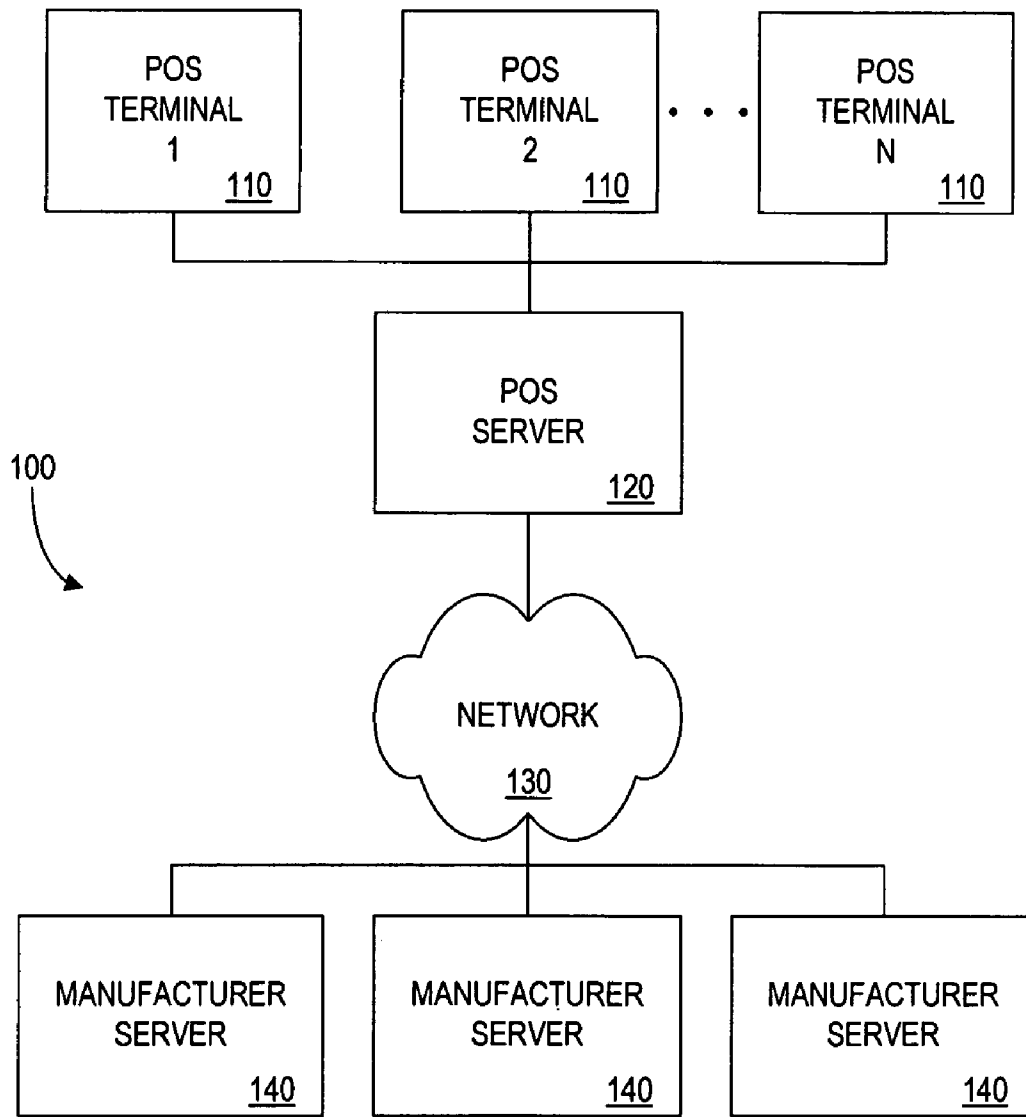 POS
TERMINAL
1
110
POS
TERMINAL
2
110
. . .
POS
TERMINAL
N
110
POS
SERVER
120
100
NETWORK
130
MANUFACTURER
SERVER
140
MANUFACTURER
SERVER
140
MANUFACTURER
SERVER
140